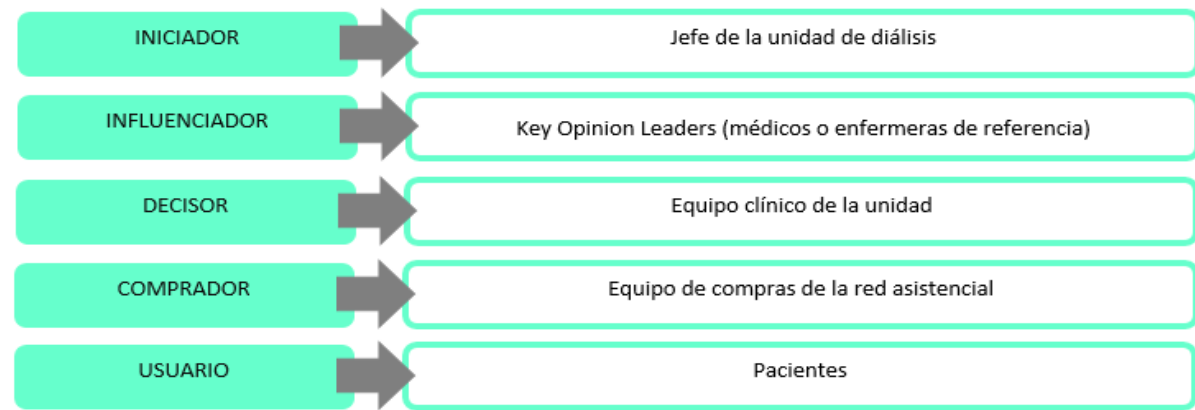 INICIADOR
Jefe de la unidad de diálisis
INFLUENCIADOR
Key Opinion Leaders (médicos o enfermeras de referencia)
DECISOR
Equipo clínico de la unidad
COMPRADOR
Equipo de compras de la red asistencial
USUARIO
Pacientes